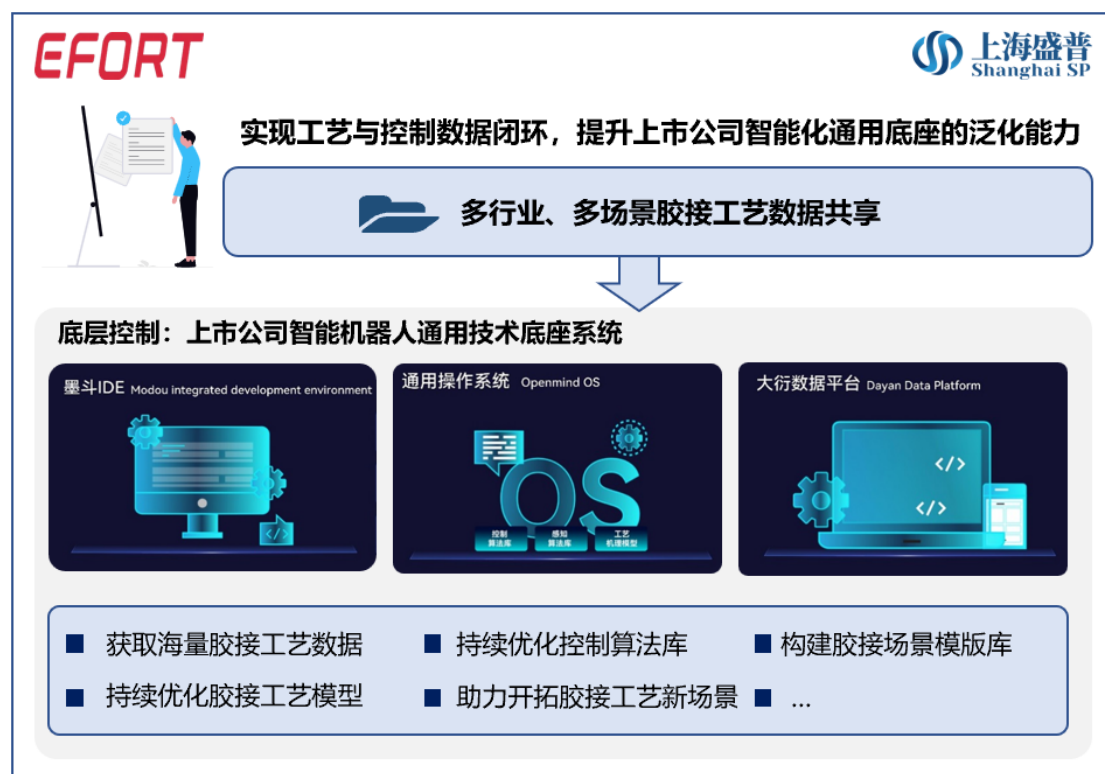 EFORT
上海盛普
Shanghai SP
实现工艺与控制数据闭环，提升上市公司智能化通用底座的泛化能力
多行业、多场景胶接工艺数据共享
底层控制：上市公司智能机器人通用技术底座系统
墨斗IDE Modou integrated development environment
通用操作系统 Openmind OS
OS
控制
算法库
感知
算法库
工艺
机理模型
大衍数据平台 Dayan Data Platform
</>
</>
</>
获取海量胶接工艺数据
持续优化控制算法库
构建胶接场景模版库
持续优化胶接工艺模型
助力开拓胶接工艺新场景
...